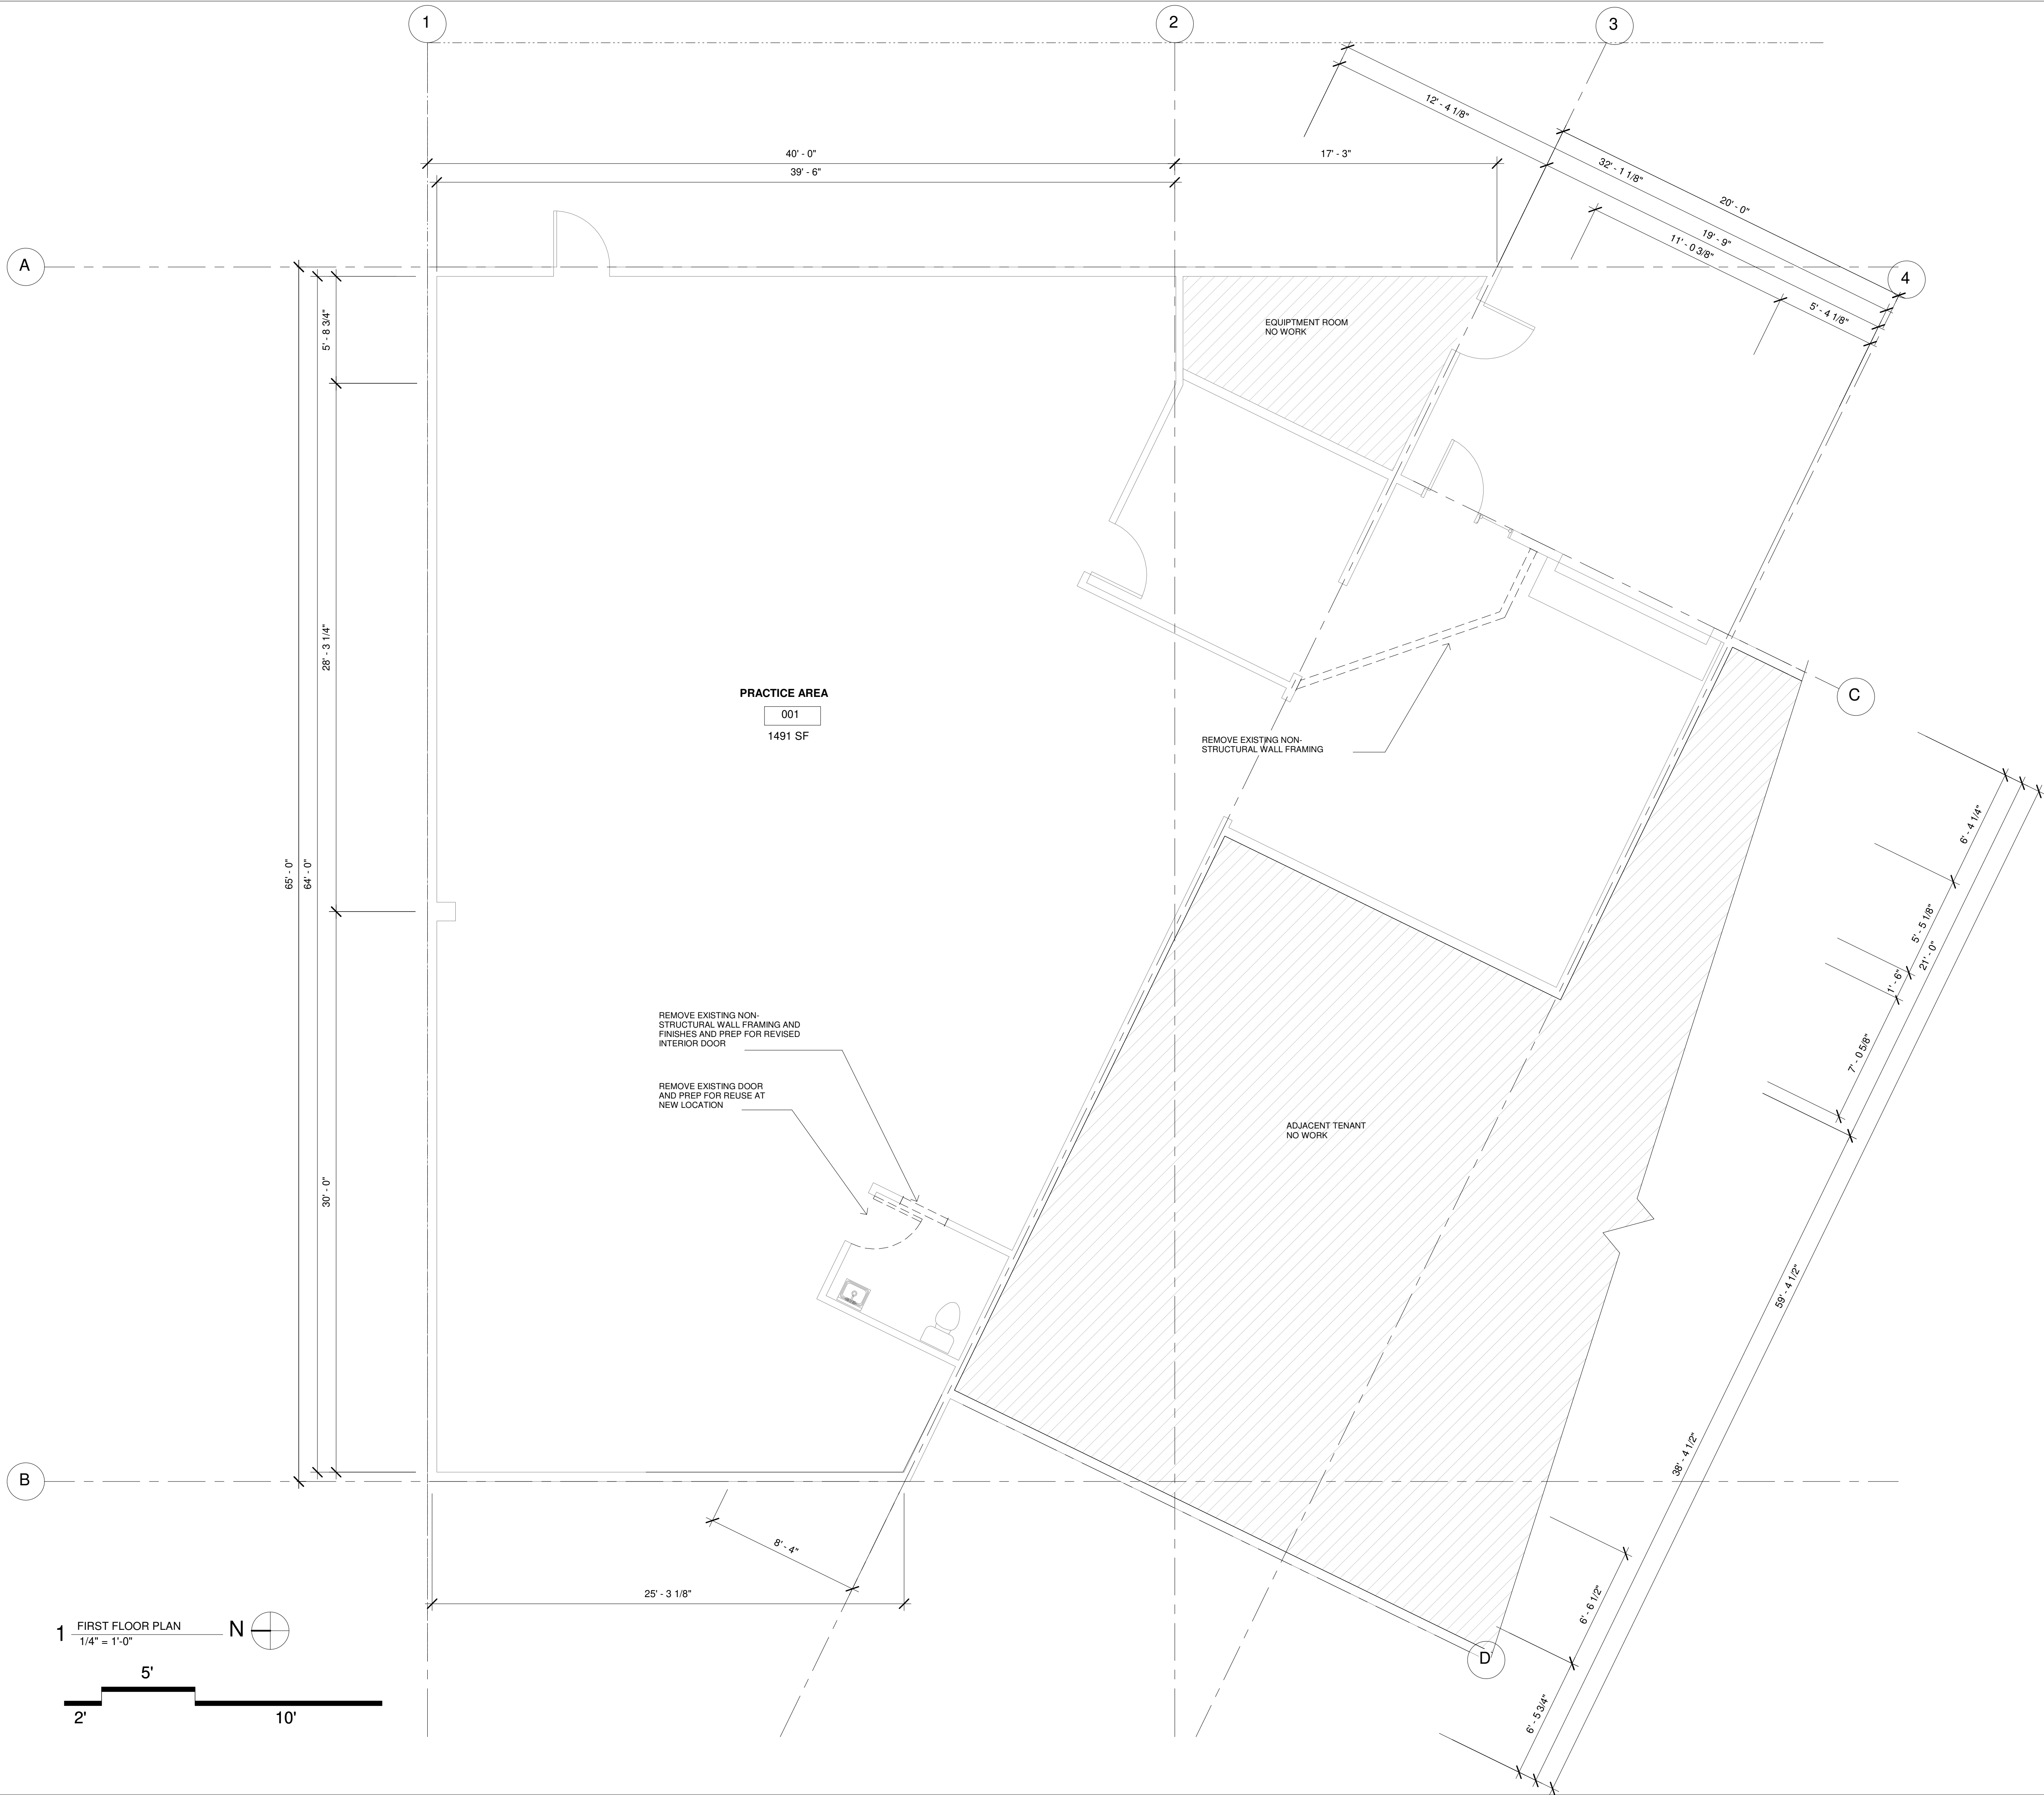 1
2
3
12' - 4 1/8"
40' - 0"
17' - 3"
39' - 6"
32' - 1 1/8"
20' - 0"
19' - 9"
11' - 0 3/8"
A
4
5' - 4 1/8"
5' - 8 3/4"
EQUIPTMENT ROOM
NO WORK
28' - 3 1/4"
PRACTICE AREA
001
1491 SF
C
REMOVE EXISTING NON-
STRUCTURAL WALL FRAMING
6' - 4 1/4"
65' - 0"
64' - 0"
5' - 5 1/8"
21' - 0"
1' - 6"
REMOVE EXISTING NON-
STRUCTURAL WALL FRAMING AND
FINISHES AND PREP FOR REVISED
INTERIOR DOOR
7' - 0 5/8"
REMOVE EXISTING DOOR
AND PREP FOR REUSE AT
NEW LOCATION
ADJACENT TENANT
NO WORK
30' - 0"
59' - 4 1/2"
38' - 4 1/2"
B
8' - 4"
25' - 3 1/8"
6' - 6 1/2"
1 FIRST FLOOR PLAN N
1/4" = 1'-0"
D
5'
2'
10'
6' - 5 3/4"